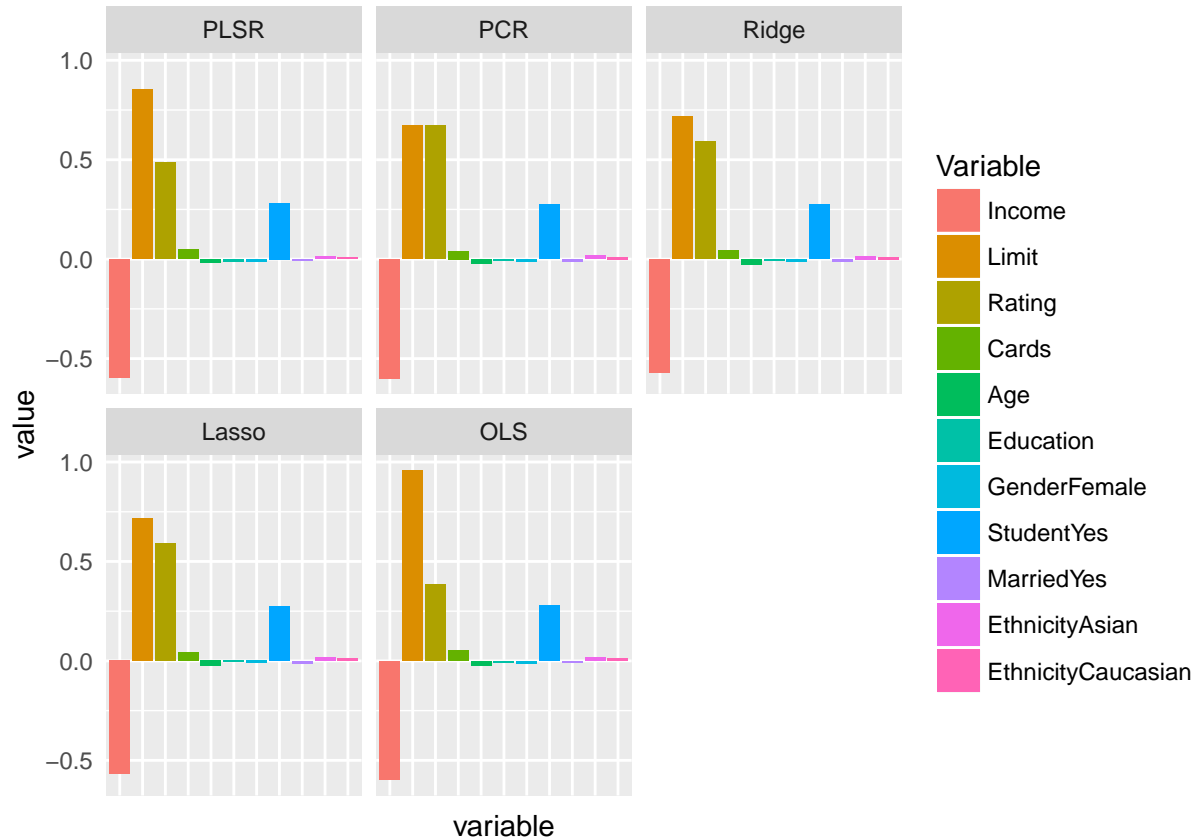 PLSR
PCR
Ridge
1.0
0.5
0.0
−0.5
Lasso
OLS
1.0
0.5
0.0
−0.5
value
variable
Variable
Income
Limit
Rating
Cards
Age
Education
GenderFemale
StudentYes
MarriedYes
EthnicityAsian
EthnicityCaucasian